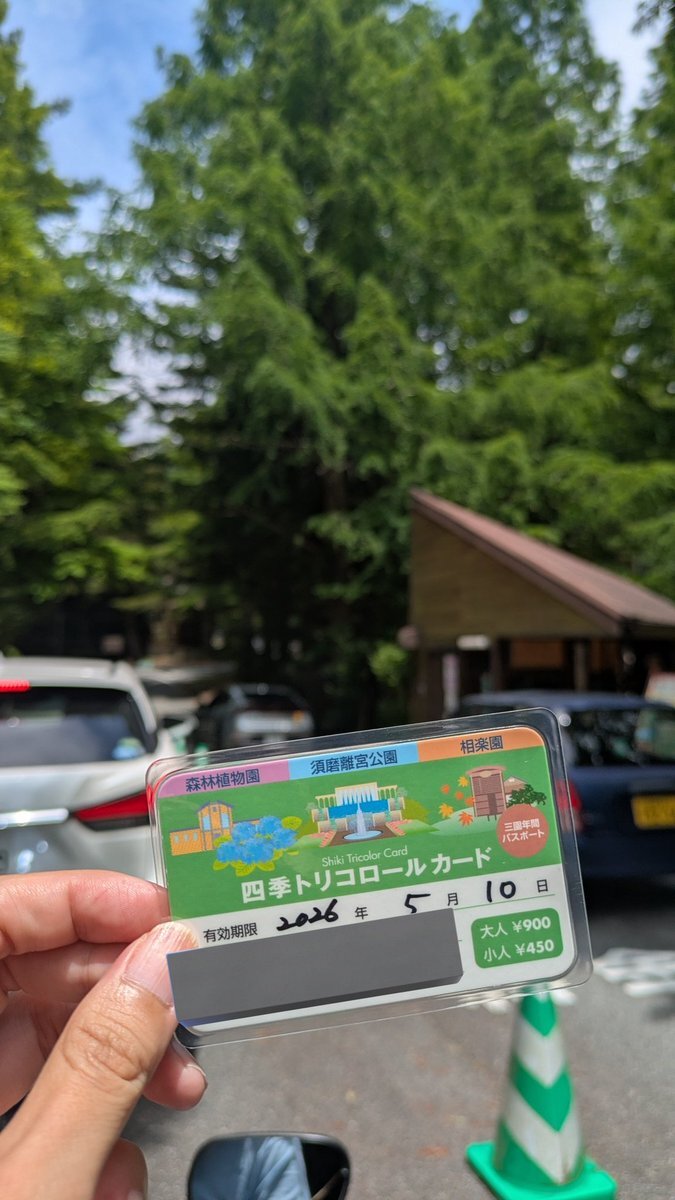 森林植物園
須磨離宮公園
相楽園
三園年間
パスポート
Shiki Tricolor Card
四季トリコロールカード
有効期限 2026 年 5 月 10 日
大人 ¥900
小人 ¥450